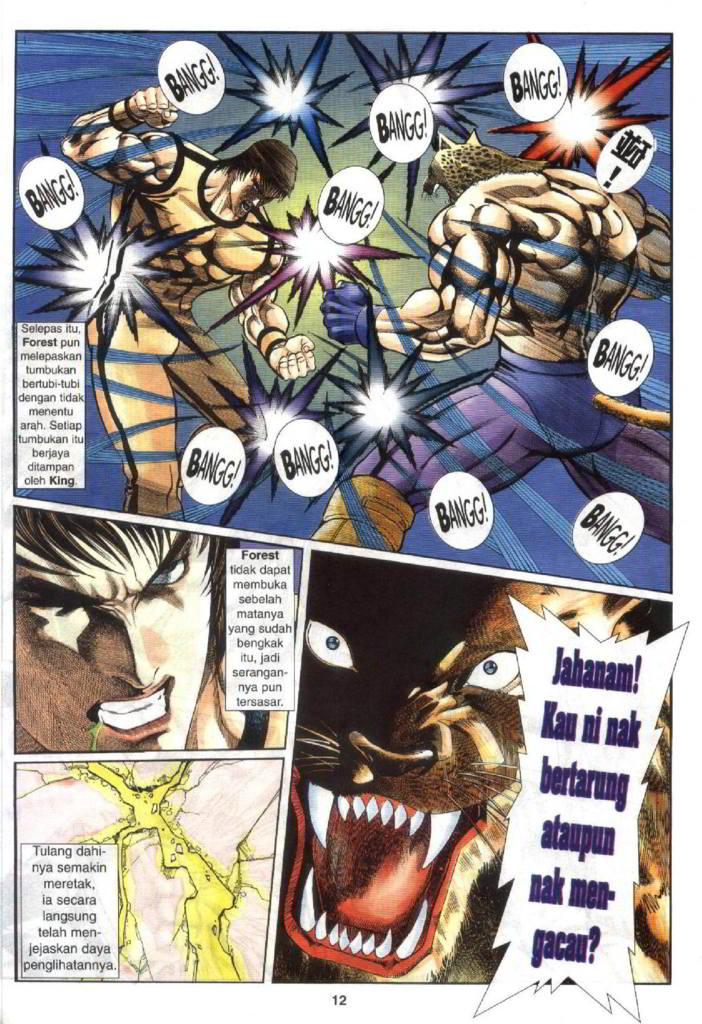 BANGG!
BANGG!
BANGG!
BANGG!
BANGG!
Selepas itu,
Forest pun
melepaskan
tumbukan
bertubi-tubi
dengan tidak
menentu
arah. Setiap
tumbukan itu
berjaya
ditampan
oleh King.
BANGG!
BANGG!
BANGG!
BANGG!
BANGG!
Forest
tidak dapat
membuka
sebelah
matanya
yang sudah
bengkak
itu, jadi
serangan-
nya pun
tersasar.
Jahanam!
Kau ni nak
bertarung
ataupun
nak men-
gacau?
Tulang dahi-
nya semakin
meretak,
ia secara
langsung
telah men-
jejaskan daya
penglihatannya.
12